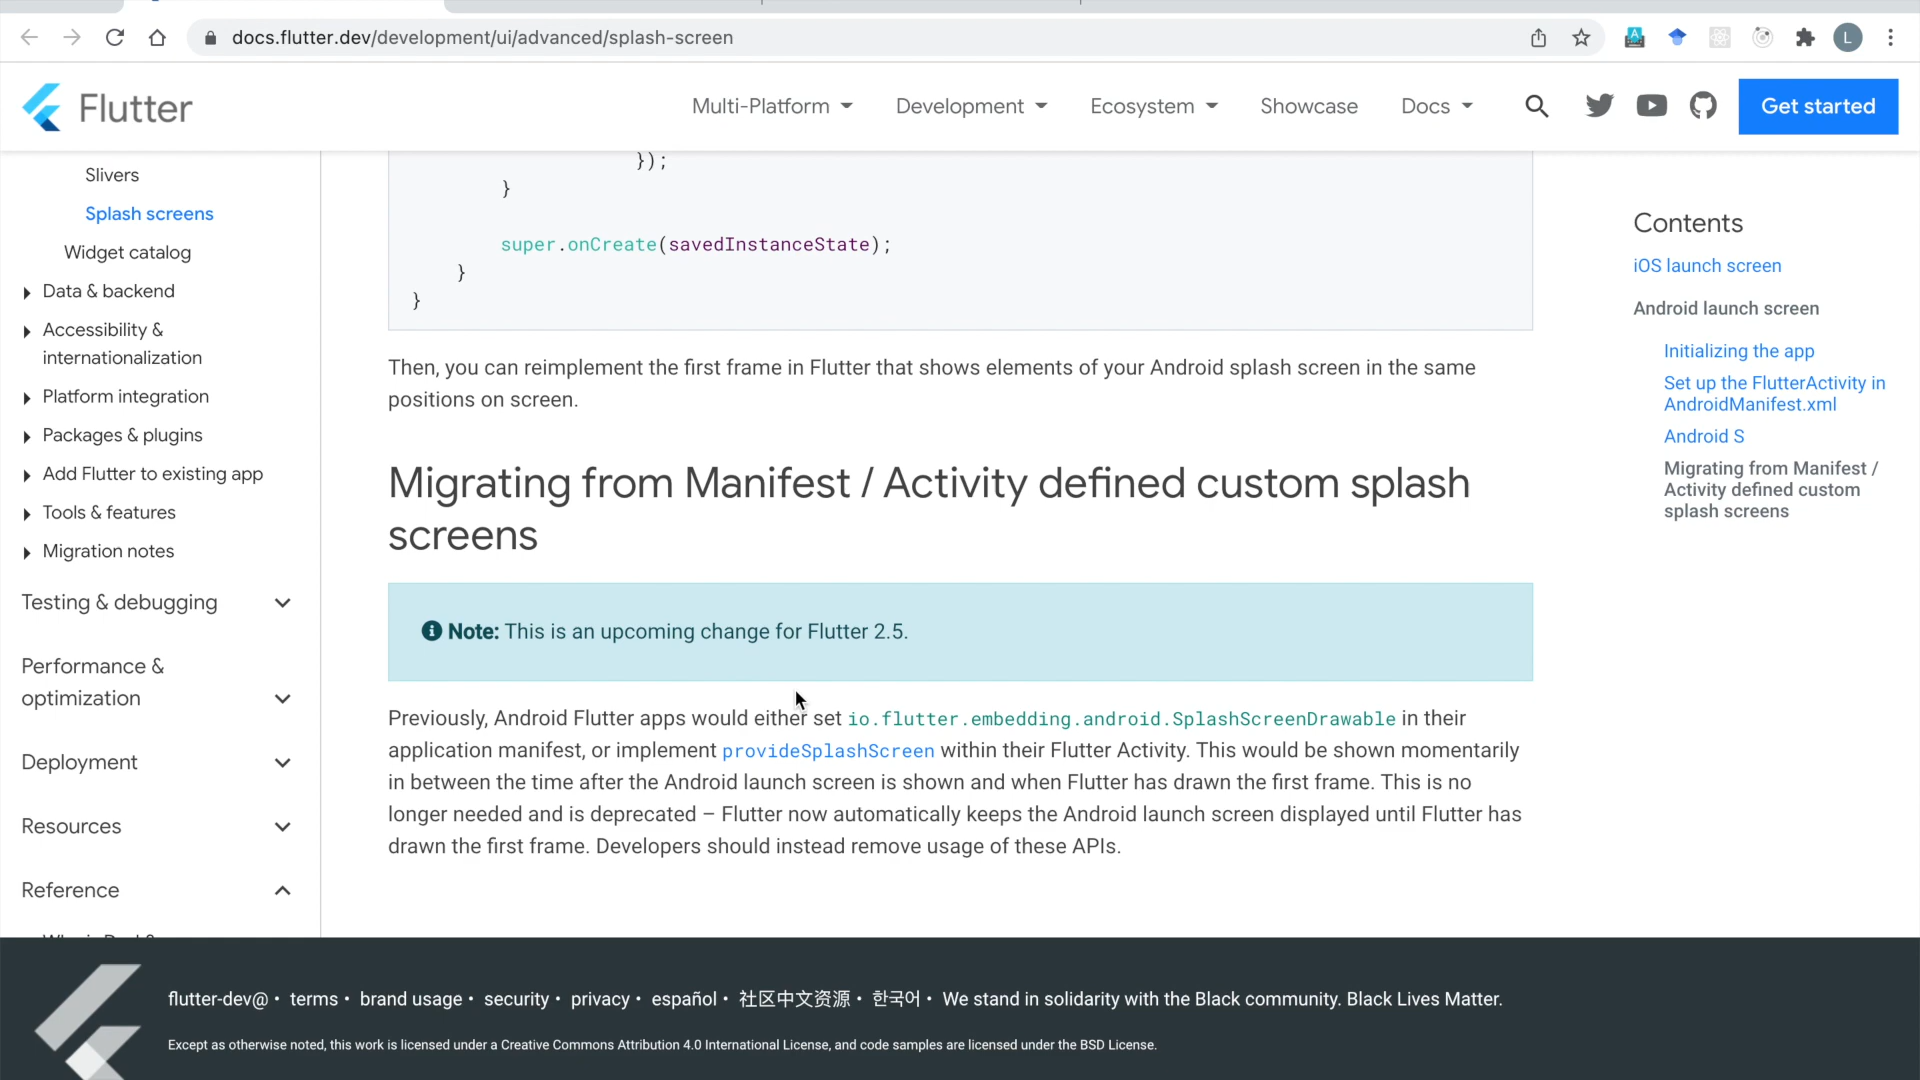 docs.flutter.dev/development/ui/advanced/splash-screen
L
Flutter
Multi-Platform
Development
Ecosystem
Showcase
Docs
Get started
Slivers
Splash screens
Widget catalog
Data & backend
Accessibility &
internationalization
Platform integration
Packages & plugins
Add Flutter to existing app
Tools & features
Migration notes
Testing & debugging
Performance &
optimization
Deployment
Resources
Reference
});
}
super.onCreate(savedInstanceState);
}
}
Then, you can reimplement the first frame in Flutter that shows elements of your Android splash screen in the same
positions on screen.
Migrating from Manifest / Activity defined custom splash
screens
Note: This is an upcoming change for Flutter 2.5.
Previously, Android Flutter apps would either set io.flutter.embedding.android.SplashScreenDrawable in their
application manifest, or implement provideSplashScreen within their Flutter Activity. This would be shown momentarily
in between the time after the Android launch screen is shown and when Flutter has drawn the first frame. This is no
longer needed and is deprecated – Flutter now automatically keeps the Android launch screen displayed until Flutter has
drawn the first frame. Developers should instead remove usage of these APIs.
Contents
iOS launch screen
Android launch screen
Initializing the app
Set up the FlutterActivity in
AndroidManifest.xml
Android S
Migrating from Manifest /
Activity defined custom
splash screens
flutter-dev@ • terms • brand usage • security • privacy • español • 社区中文资源 • 한국어 • We stand in solidarity with the Black community. Black Lives Matter.
Except as otherwise noted, this work is licensed under a Creative Commons Attribution 4.0 International License, and code samples are licensed under the BSD License.